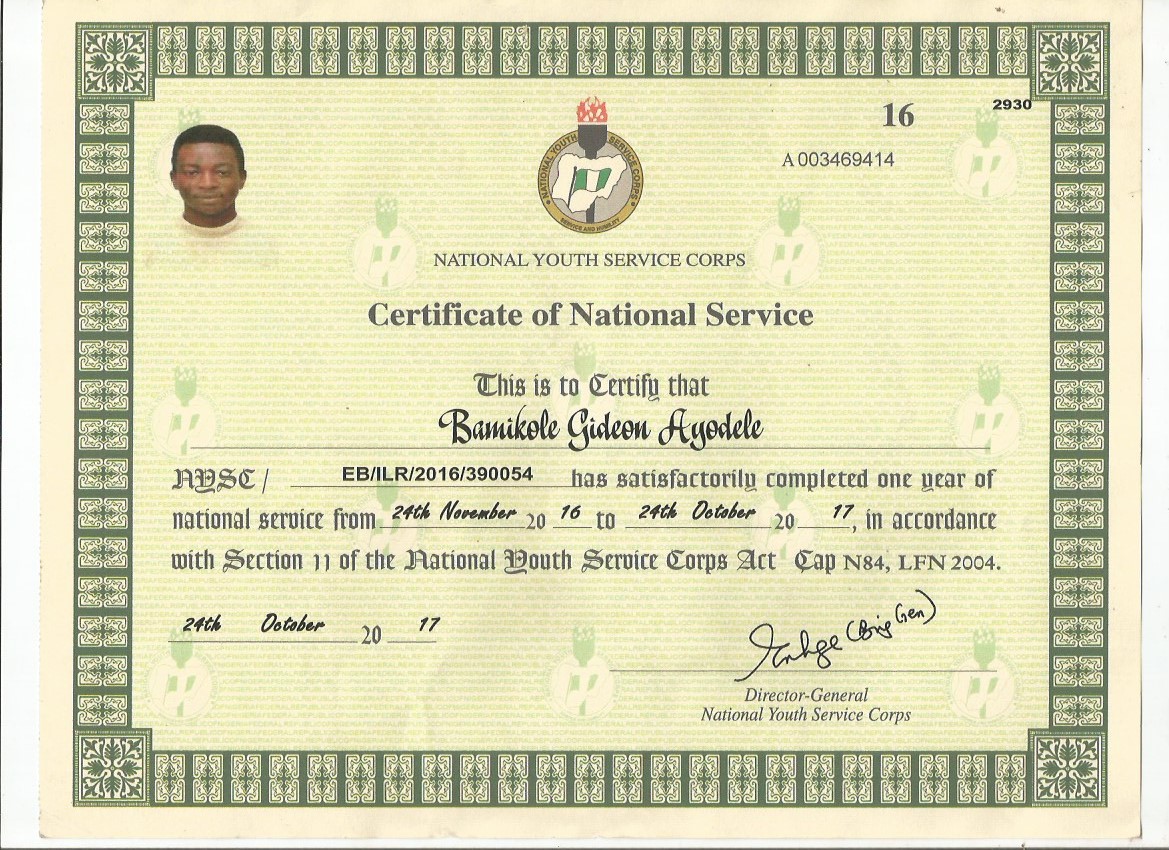 16
2930
A 003469414
NATIONAL YOUTH SERVICE CORPS
SERVICE AND HUMILITY
NATIONAL YOUTH SERVICE CORPS
Certificate of National Service
This is to Certify that
Bamikole Gideon Ayodele
NYSC / EB/ILR/2016/390054 has satisfactorily completed one year of
national service from 24th November 20 16 to 24th October 20 17, in accordance
with Section 11 of the National Youth Service Corps Act Cap N84, LFN 2004.
24th October 20 17
(Brig Gen)
Director-General
National Youth Service Corps